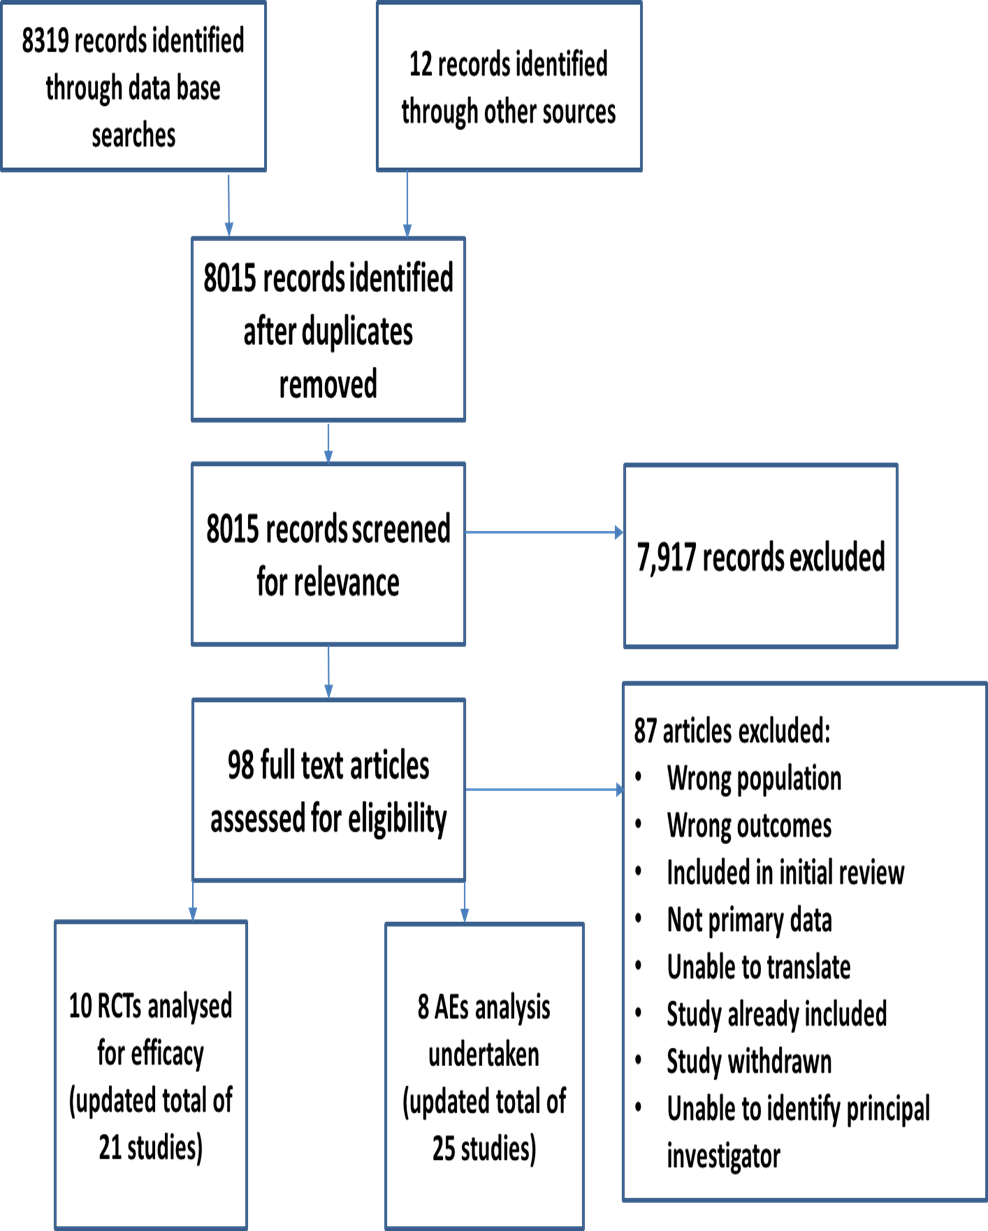 8319 records identified
through data base
searches
12 records identified
through other sources
8015 records identified
after duplicates
removed
8015 records screened
for relevance
7,917 records excluded
98 full text articles
assessed for eligibility
87 articles excluded:
• Wrong population
• Wrong outcomes
• Included in initial review
• Not primary data
• Unable to translate
• Study already included
• Study withdrawn
• Unable to identify principal
investigator
10 RCTs analysed
for efficacy
(updated total of
21 studies)
8 AEs analysis
undertaken
(updated total of
25 studies)